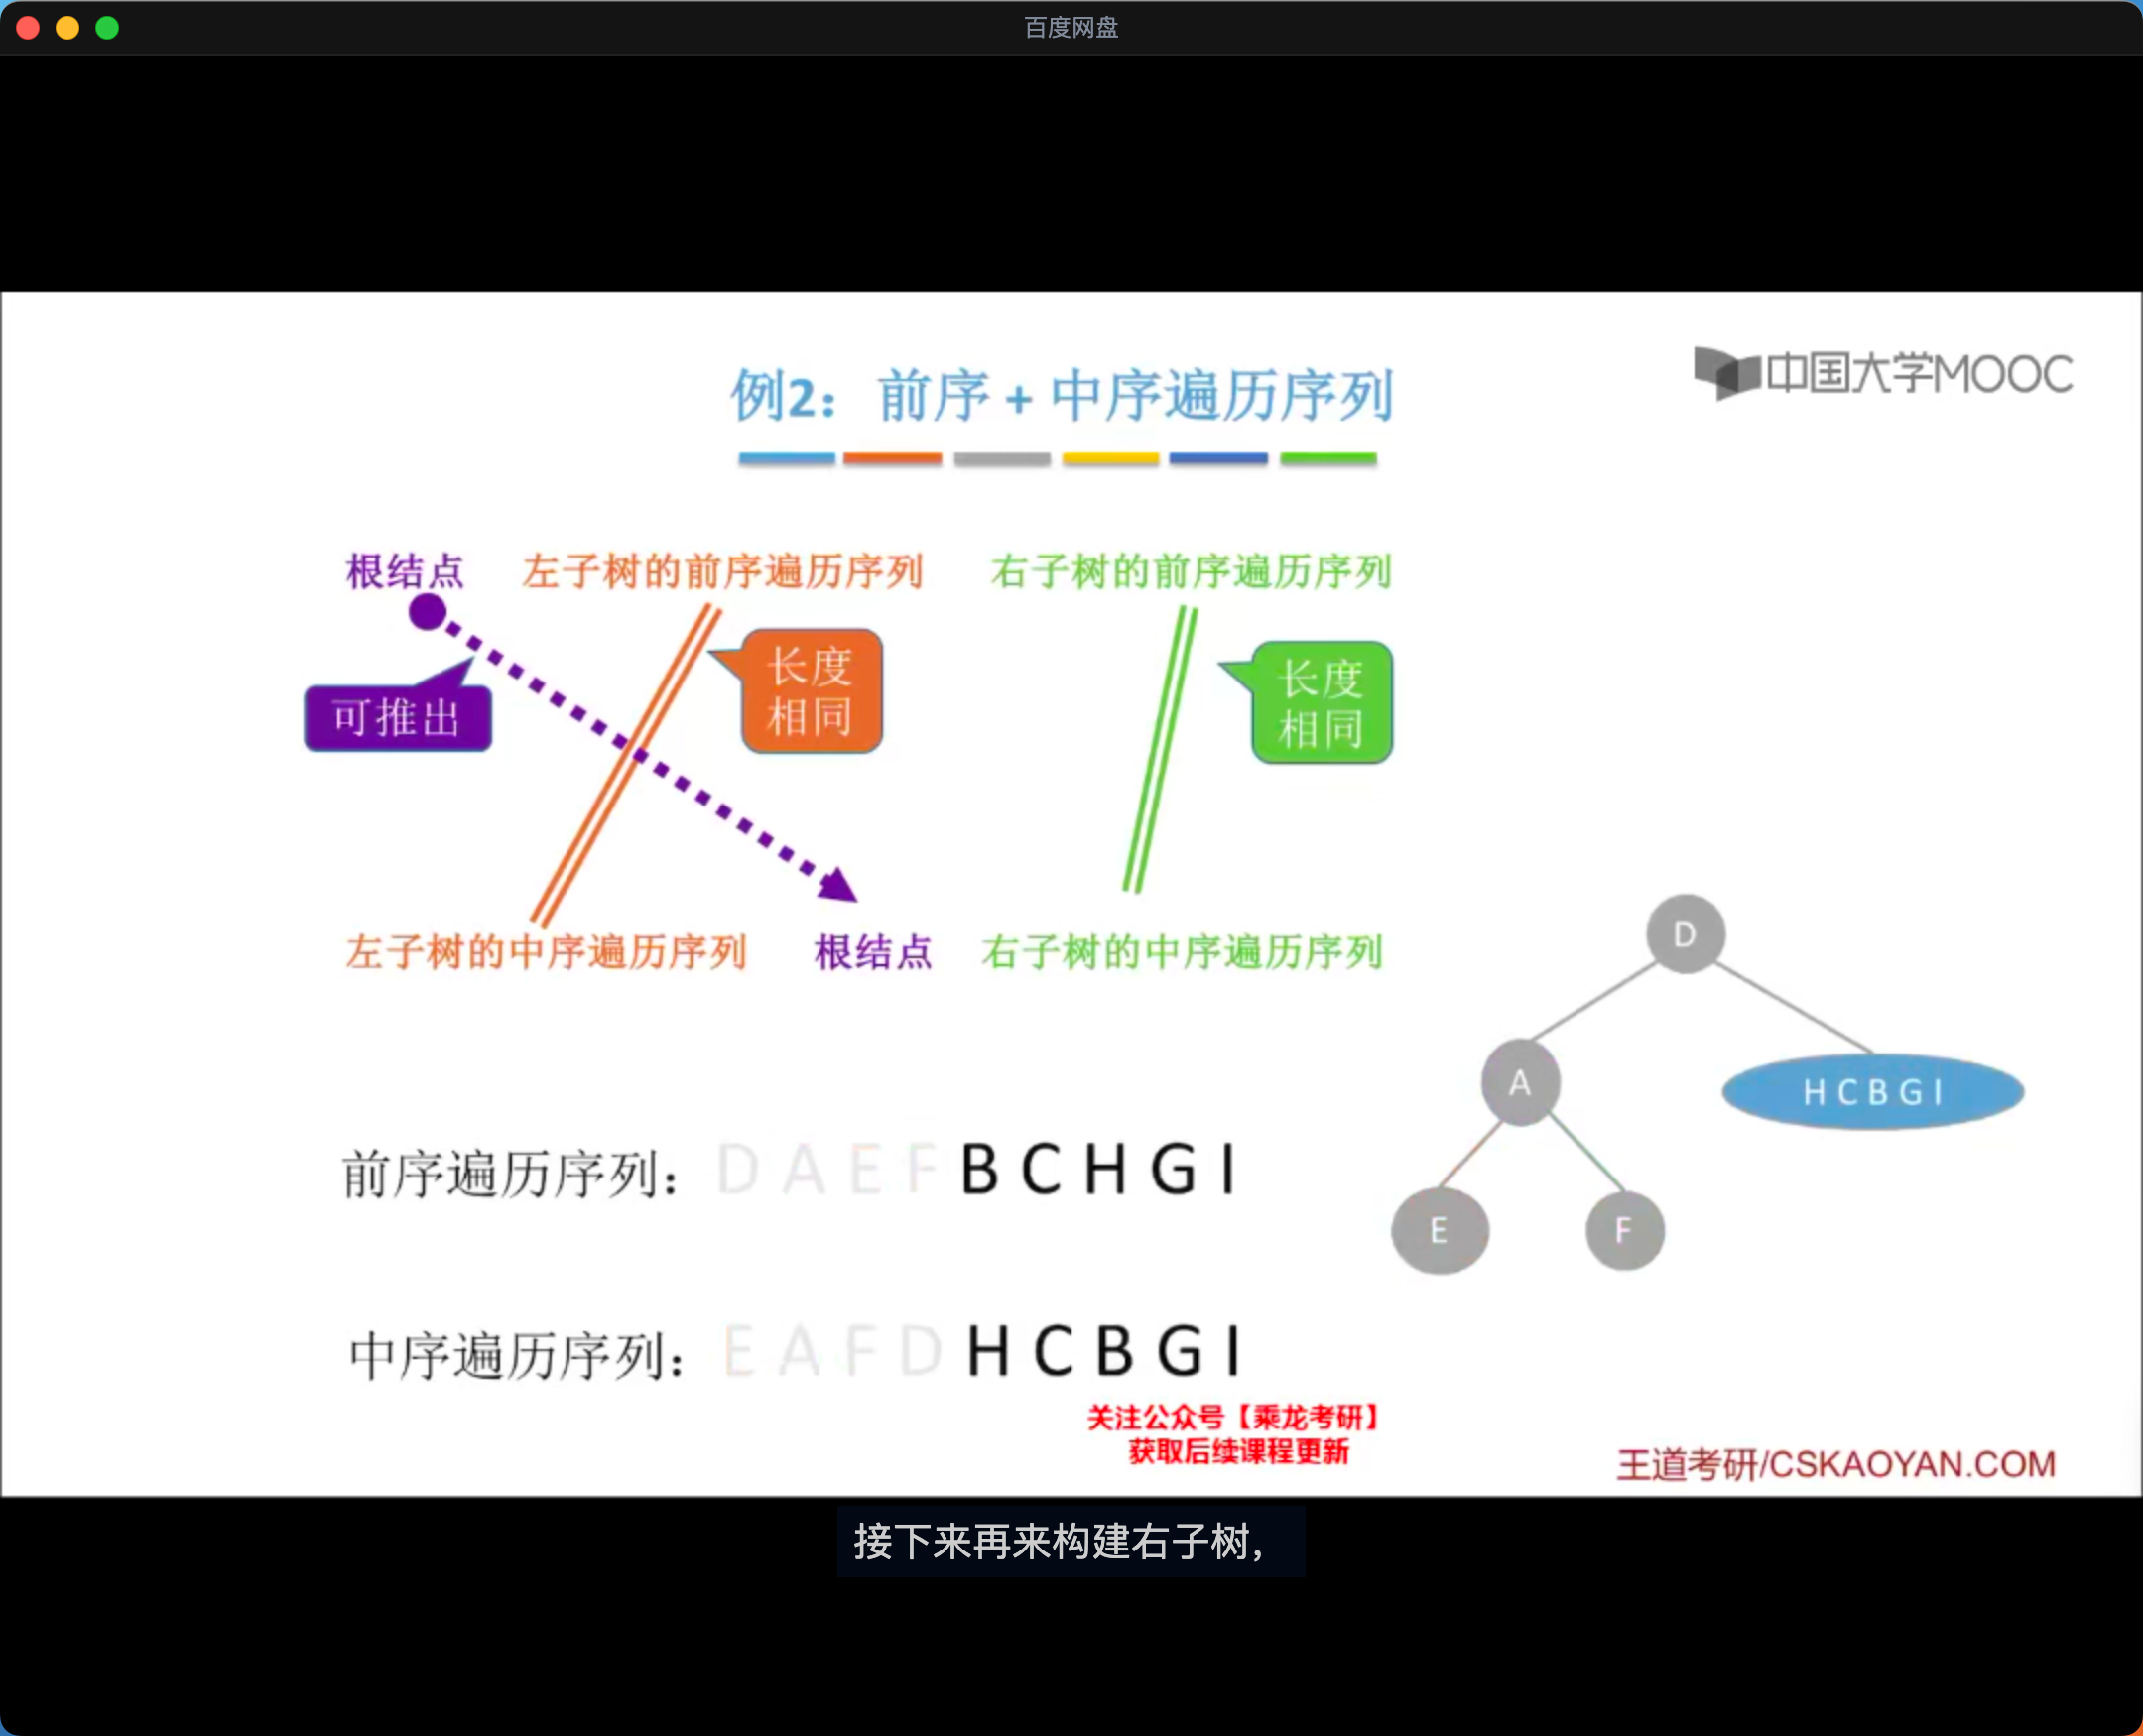 百度网盘
例2：前序 + 中序遍历序列
中国大学MOOC
根结点 左子树的前序遍历序列 右子树的前序遍历序列
可推出
长度
相同
长度
相同
左子树的中序遍历序列 根结点 右子树的中序遍历序列
D
A
H C B G I
E
F
前序遍历序列：D A E F B C H G I
中序遍历序列：E A F D H C B G I
关注公众号【乘龙考研】
获取后续课程更新
王道考研/CSKAOYAN.COM
接下来再来构建右子树，